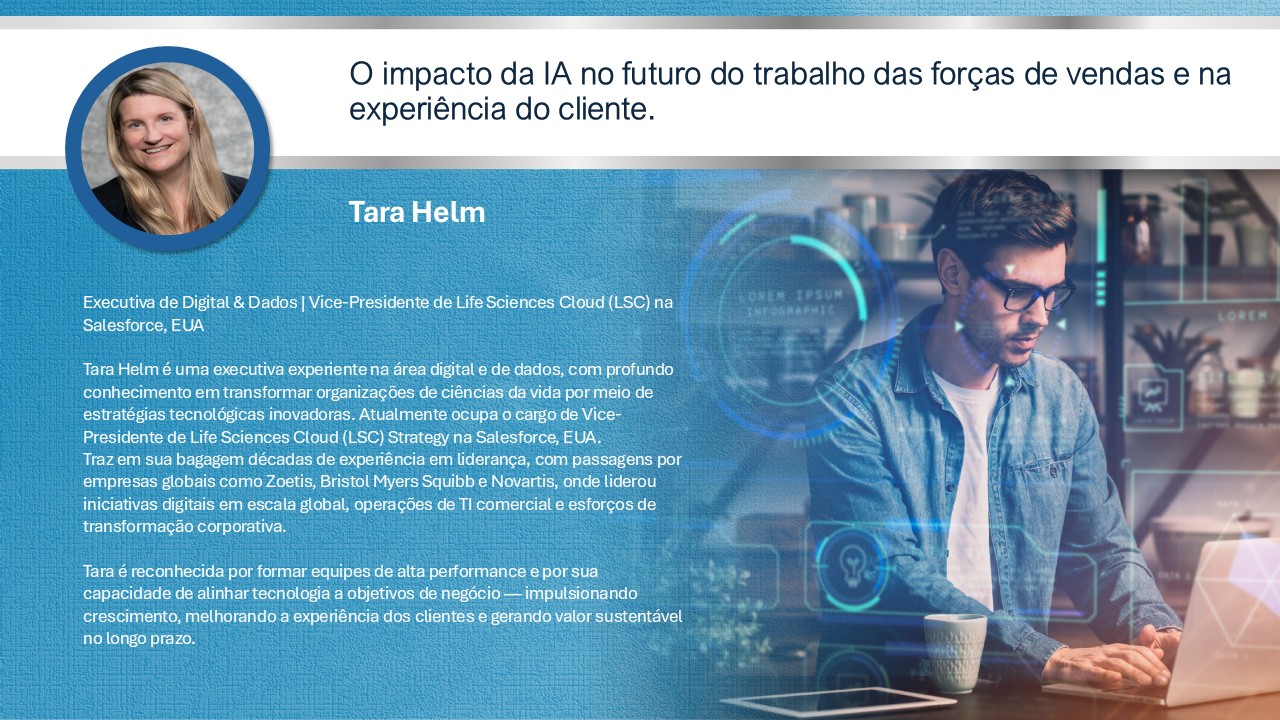 O impacto da IA no futuro do trabalho das forças de vendas e na
experiência do cliente.
Tara Helm
Executiva de Digital & Dados | Vice-Presidente de Life Sciences Cloud (LSC) na
Salesforce, EUA
Tara Helm é uma executiva experiente na área digital e de dados, com profundo
conhecimento em transformar organizações de ciências da vida por meio de
estratégias tecnológicas inovadoras. Atualmente ocupa o cargo de Vice-
Presidente de Life Sciences Cloud (LSC) Strategy na Salesforce, EUA.
Traz em sua bagagem décadas de experiência em liderança, com passagens por
empresas globais como Zoetis, Bristol Myers Squibb e Novartis, onde liderou
iniciativas digitais em escala global, operações de TI comercial e esforços de
transformação corporativa.
Tara é reconhecida por formar equipes de alta performance e por sua
capacidade de alinhar tecnologia a objetivos de negócio — impulsionando
crescimento, melhorando a experiência dos clientes e gerando valor sustentável
no longo prazo.
LOREM IPSUM
INFOGRAPHIC
LOREM